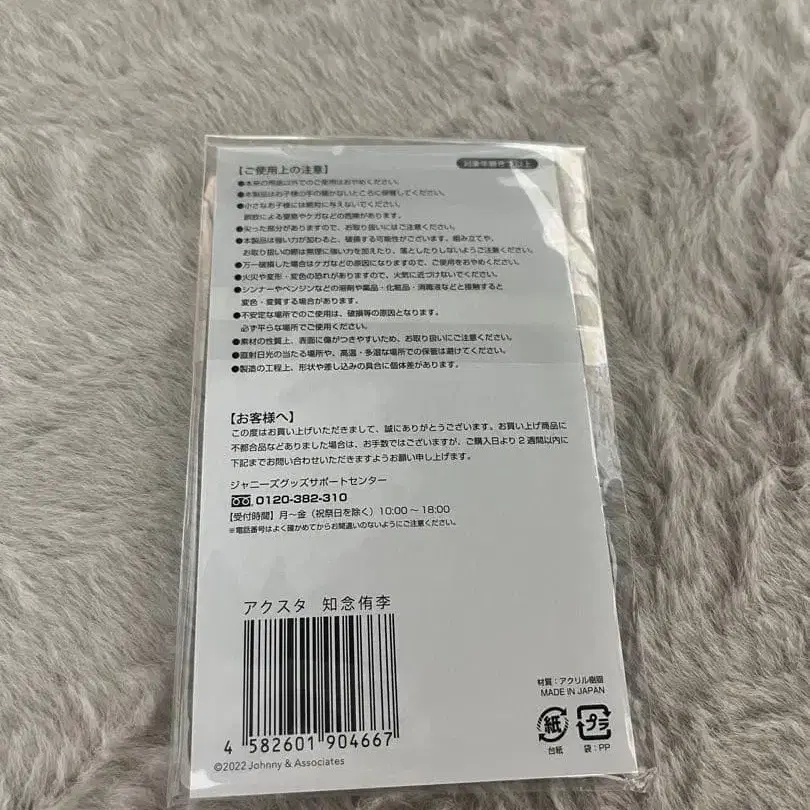 【ご使用上の注意】
対象年齢 以上
●本来の用途以外でのご使用はおやめください。
●本製品はお子様の手の届かないところに保管してください。
●小さなお子様には絶対に与えないでください。
誤飲による窒息やケガなどの危険があります。
●尖った部分がありますので、お取り扱いにはご注意ください。
●本製品は強い力が加わると、破損する可能性がございます。組み立てや、
お取り扱いの際は無理に強い力を加えたり、落としたりしないようご注意ください。
●万一破損した場合はケガなどの原因になりますので、ご使用をおやめください。
●火災や変形・変色の恐れがありますので、火気に近づけないでください。
●シンナーやベンジンなどの溶剤や薬品・化粧品・消毒液などと接触すると
変色・変質する場合があります。
●不安定な場所でのご使用は、破損等の原因となります。
必ず平らな場所でご使用ください。
●素材の性質上、表面に傷がつきやすいため、お取り扱いにご注意ください。
●直射日光の当たる場所や、高温・多湿な場所での保管は避けてください。
●製造の工程上、形状や差し込みの具合に個体差があります。
【お客様へ】
この度はお買い上げいただきまして、誠にありがとうございます。お買い上げ商品に
不都合品などありました場合は、お手数ではございますが、ご購入日より2週間以内に
下記までお問い合わせいただきますようお願い申し上げます。
ジャニーズグッズサポートセンター
0120-382-310
【受付時間】月〜金(祝祭日を除く)10:00〜18:00
※電話番号はよく確かめてからお間違いのないようにご注意ください。
アクスタ 知念侑李
4 582601 904667
©2022 Johnny & Associates
材質:アクリル樹脂
MADE IN JAPAN
紙 プラ
台紙 袋:PP